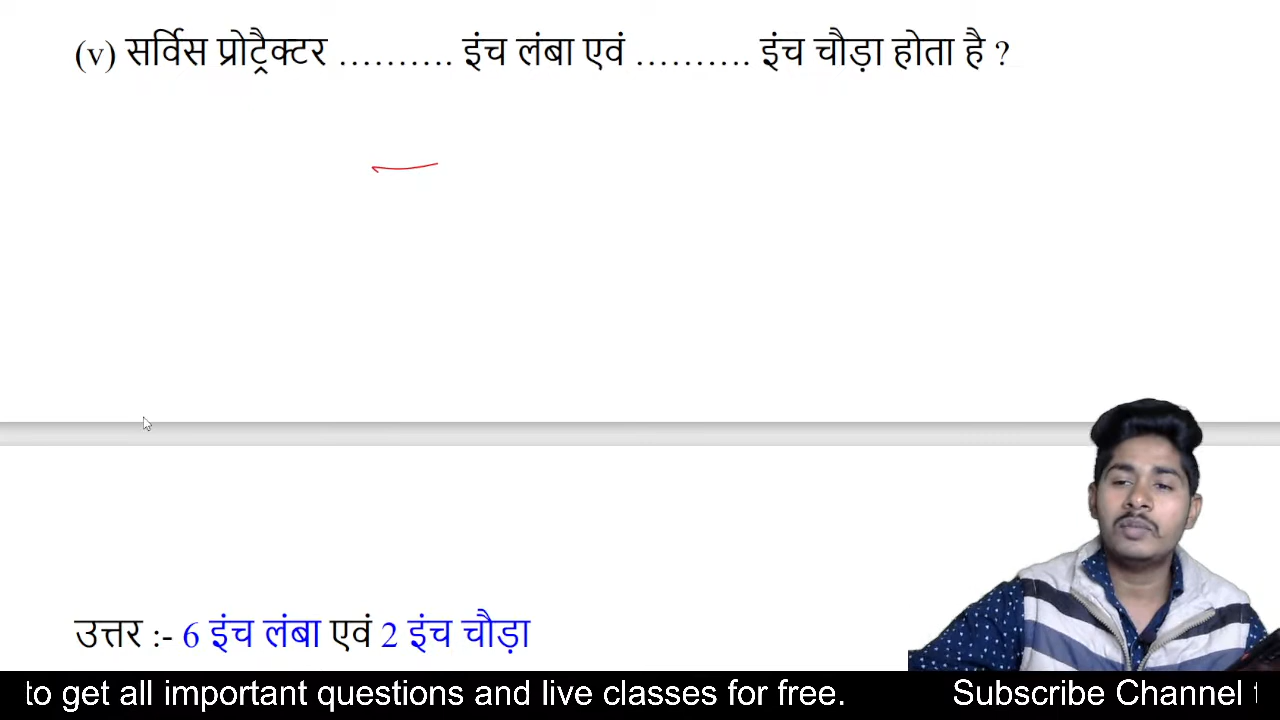 (v) सर्विस प्रोट्रैक्टर ………. इंच लंबा एवं ………. इंच चौड़ा होता है ?
उत्तर :- 6 इंच लंबा एवं 2 इंच चौड़ा
to get all important questions and live classes for free. Subscribe Channel